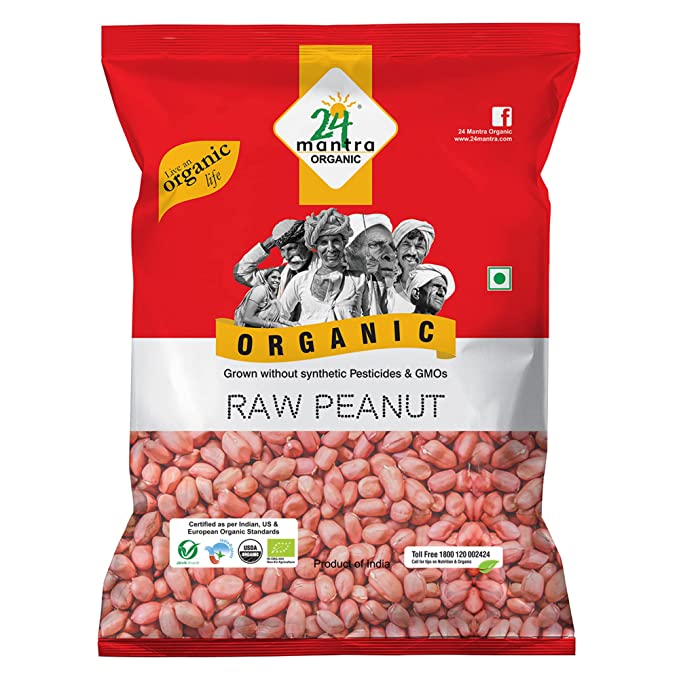 24
mantra
ORGANIC
24 Mantra Organic
www.24mantra.com
Live an
organic
life
ORGANIC
Grown without synthetic Pesticides & GMOs
RAW PEANUT
Certified as per Indian, US &
European Organic Standards
USDA
ORGANIC
Product of India
Toll Free 1800 120 002424
Call for tips on Nutrition & Organic